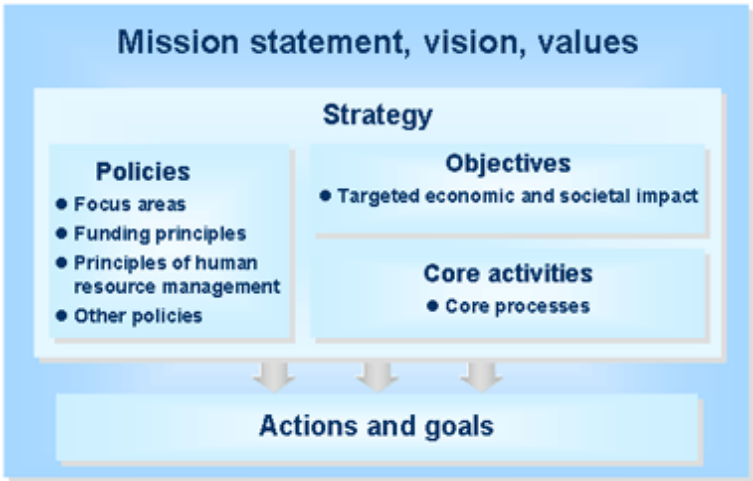 Mission statement, vision, values
Strategy
Policies
● Focus areas
● Funding principles
● Principles of human
resource management
● Other policies
Objectives
● Targeted economic and societal impact
Core activities
● Core processes
Actions and goals